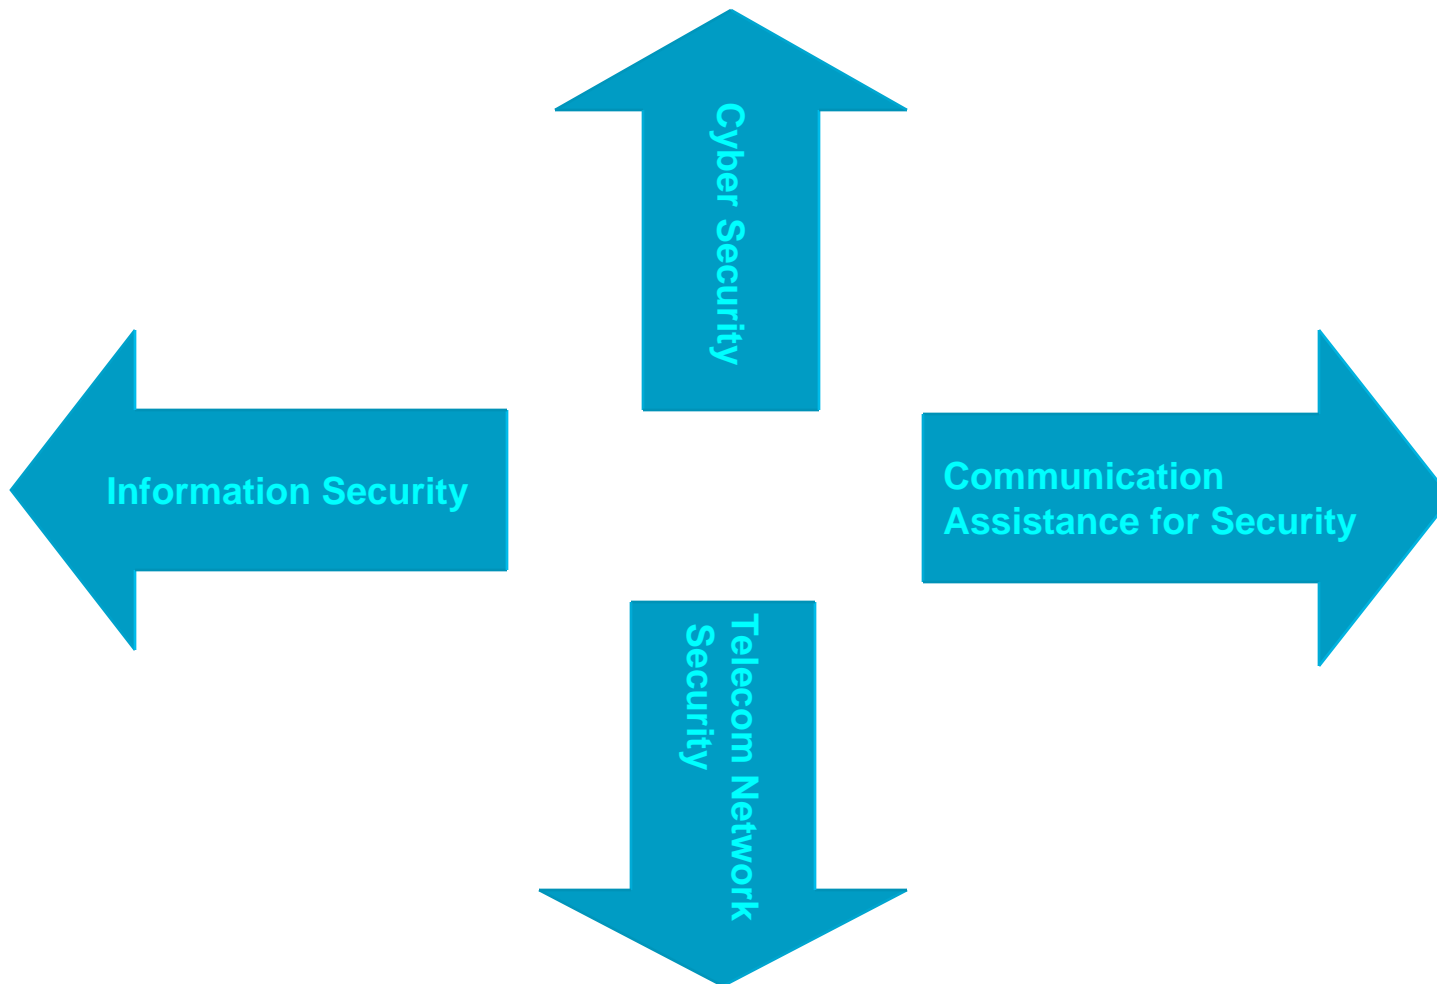 Cyber Security
Information Security
Communication
Assistance for Security
Telecom Network
Security